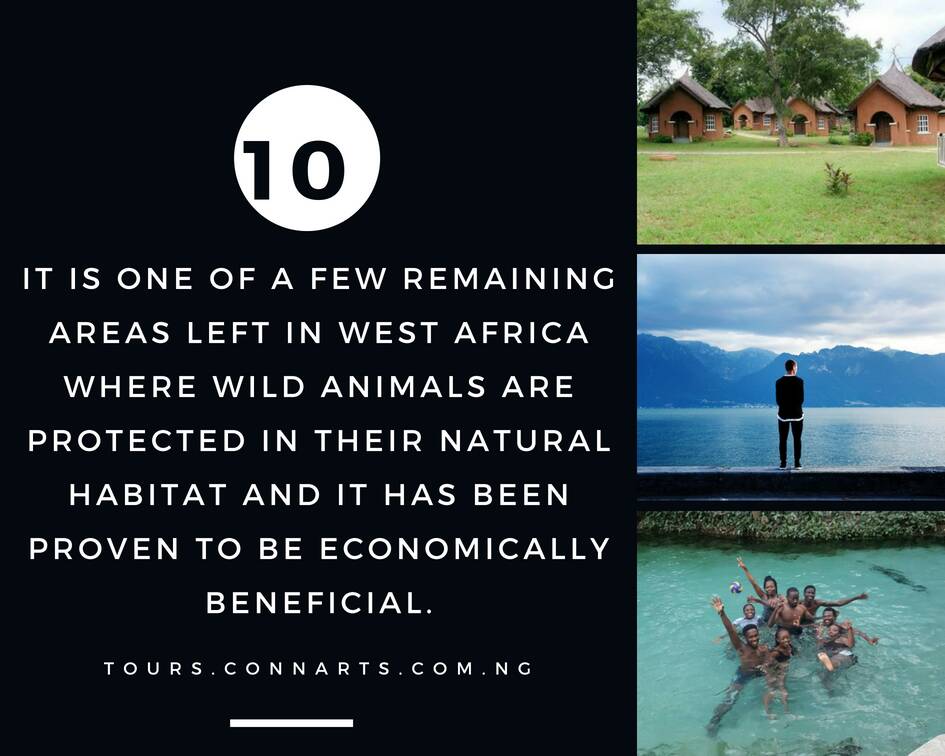 10
IT IS ONE OF A FEW REMAINING
AREAS LEFT IN WEST AFRICA
WHERE WILD ANIMALS ARE
PROTECTED IN THEIR NATURAL
HABITAT AND IT HAS BEEN
PROVEN TO BE ECONOMICALLY
BENEFICIAL.
TOURS.CONNARTS.COM.NG